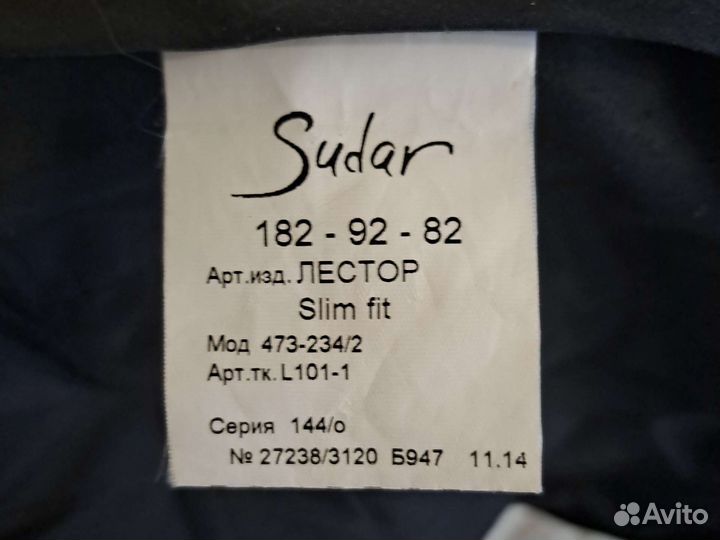 Sudar
182 - 92 - 82
Арт.изд. ЛЕСТОР
Slim fit
Мод 473-234/2
Арт.тк. L101-1
Серия 144/о
№ 27238/3120 Б947 11.14
Avito